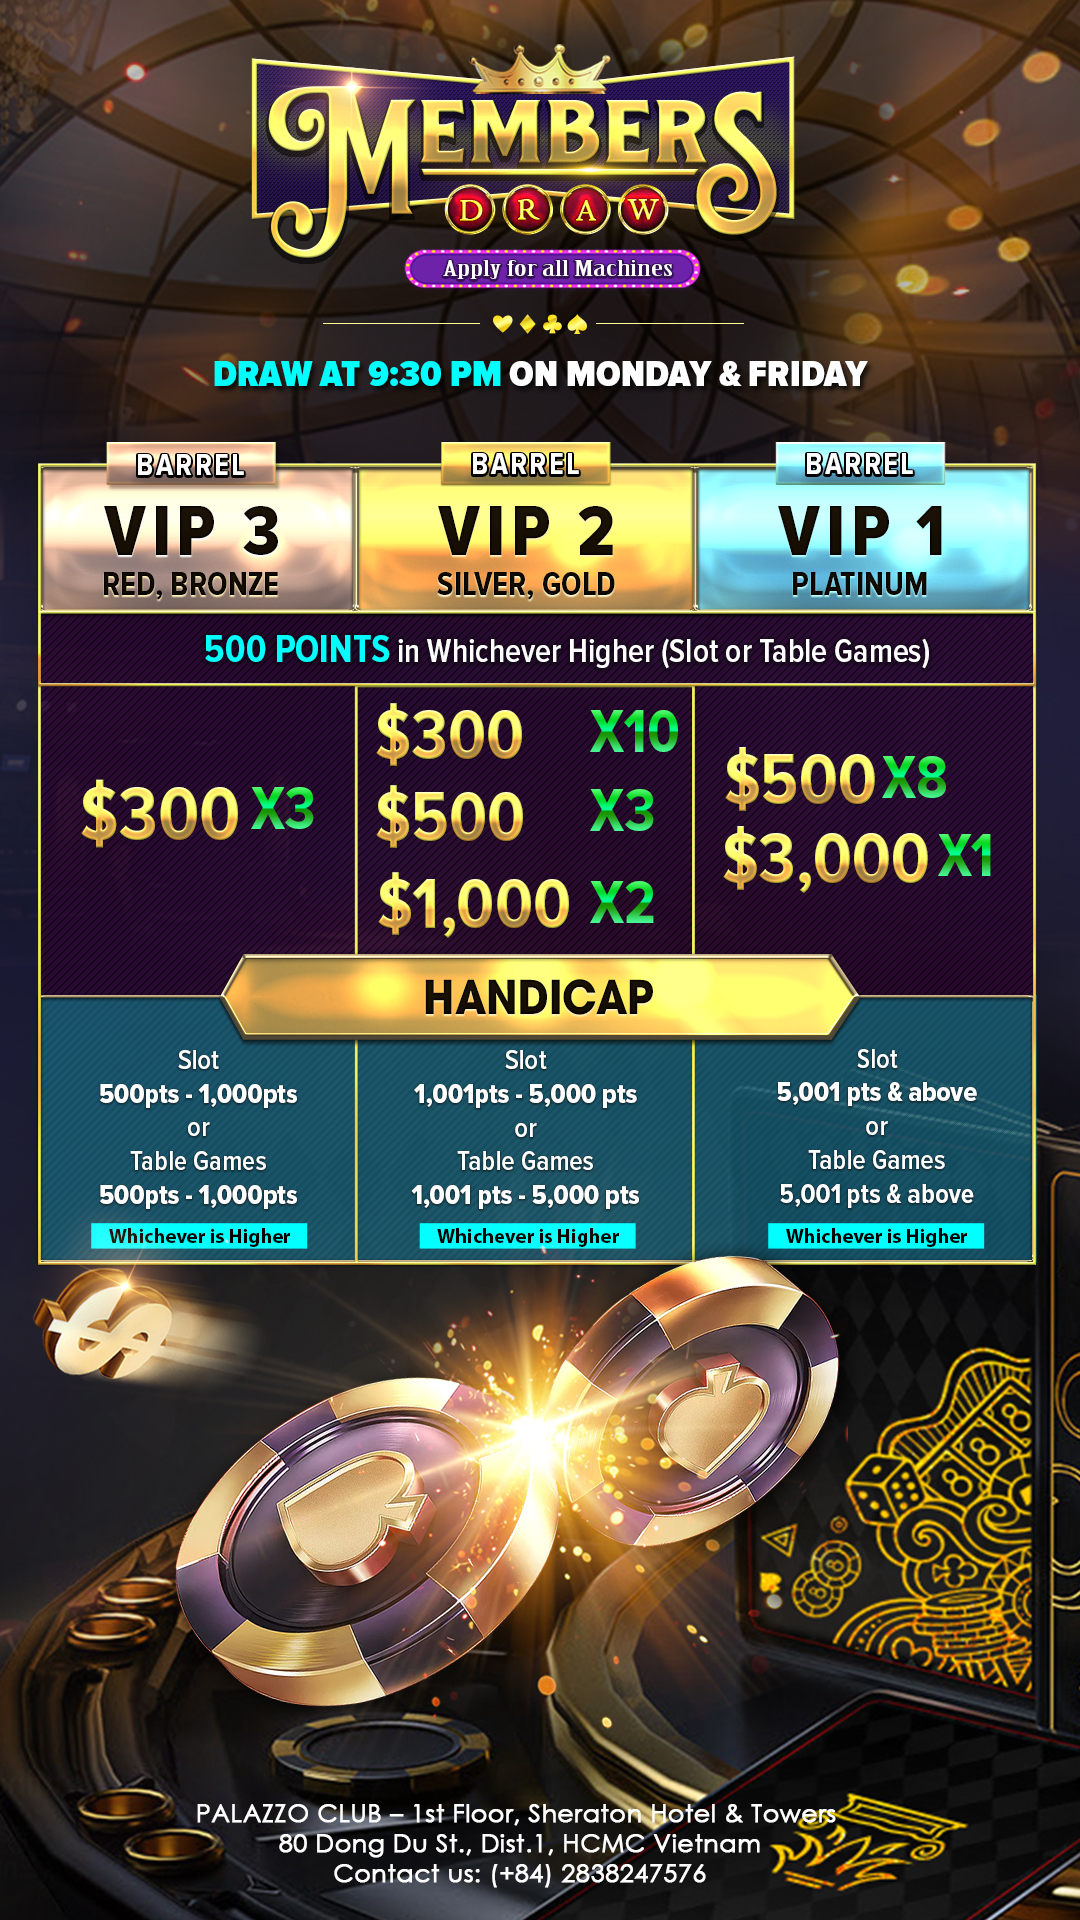 MEMBERS
DRAW
Apply for all Machines
DRAW AT 9:30 PM ON MONDAY & FRIDAY
BARREL
VIP 3
RED, BRONZE
BARREL
VIP 2
SILVER, GOLD
BARREL
VIP 1
PLATINUM
500 POINTS in Whichever Higher (Slot or Table Games)
$300 X3
$300 X10
$500 X3
$1,000 X2
$500 X8
$3,000 X1
HANDICAP
Slot
500pts - 1,000pts
or
Table Games
500pts - 1,000pts
Whichever is Higher
Slot
1,001pts - 5,000 pts
or
Table Games
1,001 pts - 5,000 pts
Whichever is Higher
Slot
5,001 pts & above
or
Table Games
5,001 pts & above
Whichever is Higher
PALAZZO CLUB – 1st Floor, Sheraton Hotel & Towers
80 Dong Du St., Dist.1, HCMC Vietnam
Contact us: (+84) 2838247576